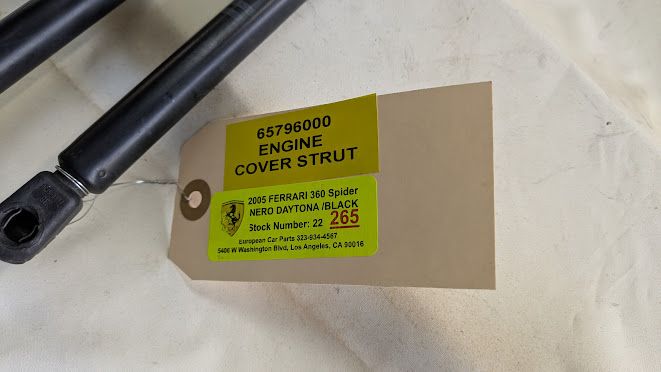 65796000
ENGINE
COVER STRUT
2005 FERRARI 360 Spider
NERO DAYTONA /BLACK
Stock Number: 22 265
European Car Parts 323-934-4567
5406 W Washington Blvd, Los Angeles, CA 90016